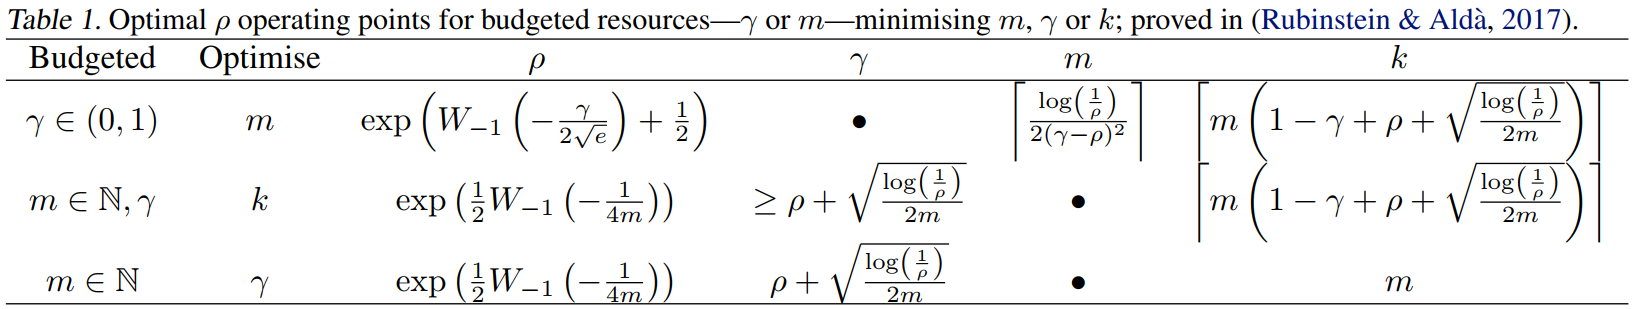 Table 1. Optimal ρ operating points for budgeted resources—γ or m—minimising m, γ or k; proved in (Rubinstein & Aldà, 2017).
Budgeted Optimise ρ γ m k
γ ∈ (0, 1) m exp(W₋₁(−γ/(2√e)) + 1/2) • ⌈log(1/ρ)/(2(γ−ρ)²)⌉ ⌈m(1 − γ + ρ + √(log(1/ρ)/(2m)))⌉
m ∈ ℕ, γ k exp(1/2 W₋₁(−1/(4m))) ≥ ρ + √(log(1/ρ)/(2m)) • ⌈m(1 − γ + ρ + √(log(1/ρ)/(2m)))⌉
m ∈ ℕ γ exp(1/2 W₋₁(−1/(4m))) ρ + √(log(1/ρ)/(2m)) • m